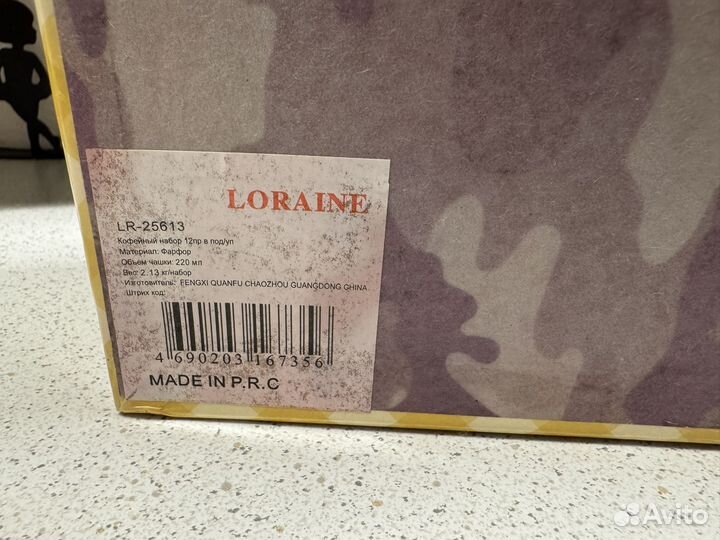 LORAINE
LR-25613
Кофейный набор 12пр в под/уп
Материал: Фарфор
Объем чашки: 220 мл
Вес: 2.13 кг/набор
Изготовитель: FENGXI QUANFU CHAOZHOU GUANGDONG CHINA
Штрих код:
4 690203 167356
MADE IN P.R.C
Avito